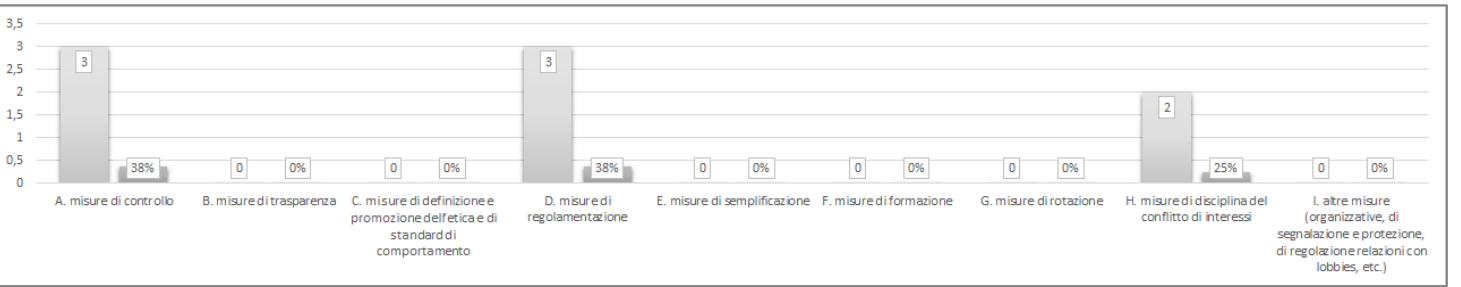 3,5
3
2,5
2
1,5
1
0,5
0
3
38%
0
0%
0
0%
3
38%
0
0%
0
0%
0
0%
2
25%
0
0%
A. misure di controllo
B. misure di trasparenza
C. misure di definizione e
promozione dell'etica e di
standard di
comportamento
D. misure di
regolamentazione
E. misure di semplificazione
F. misure di formazione
G. misure di rotazione
H. misure di disciplina del
conflitto di interessi
I. altre misure
(organizzative, di
segnalazione e protezione,
di regolazione relazioni con
lobbies, etc.)